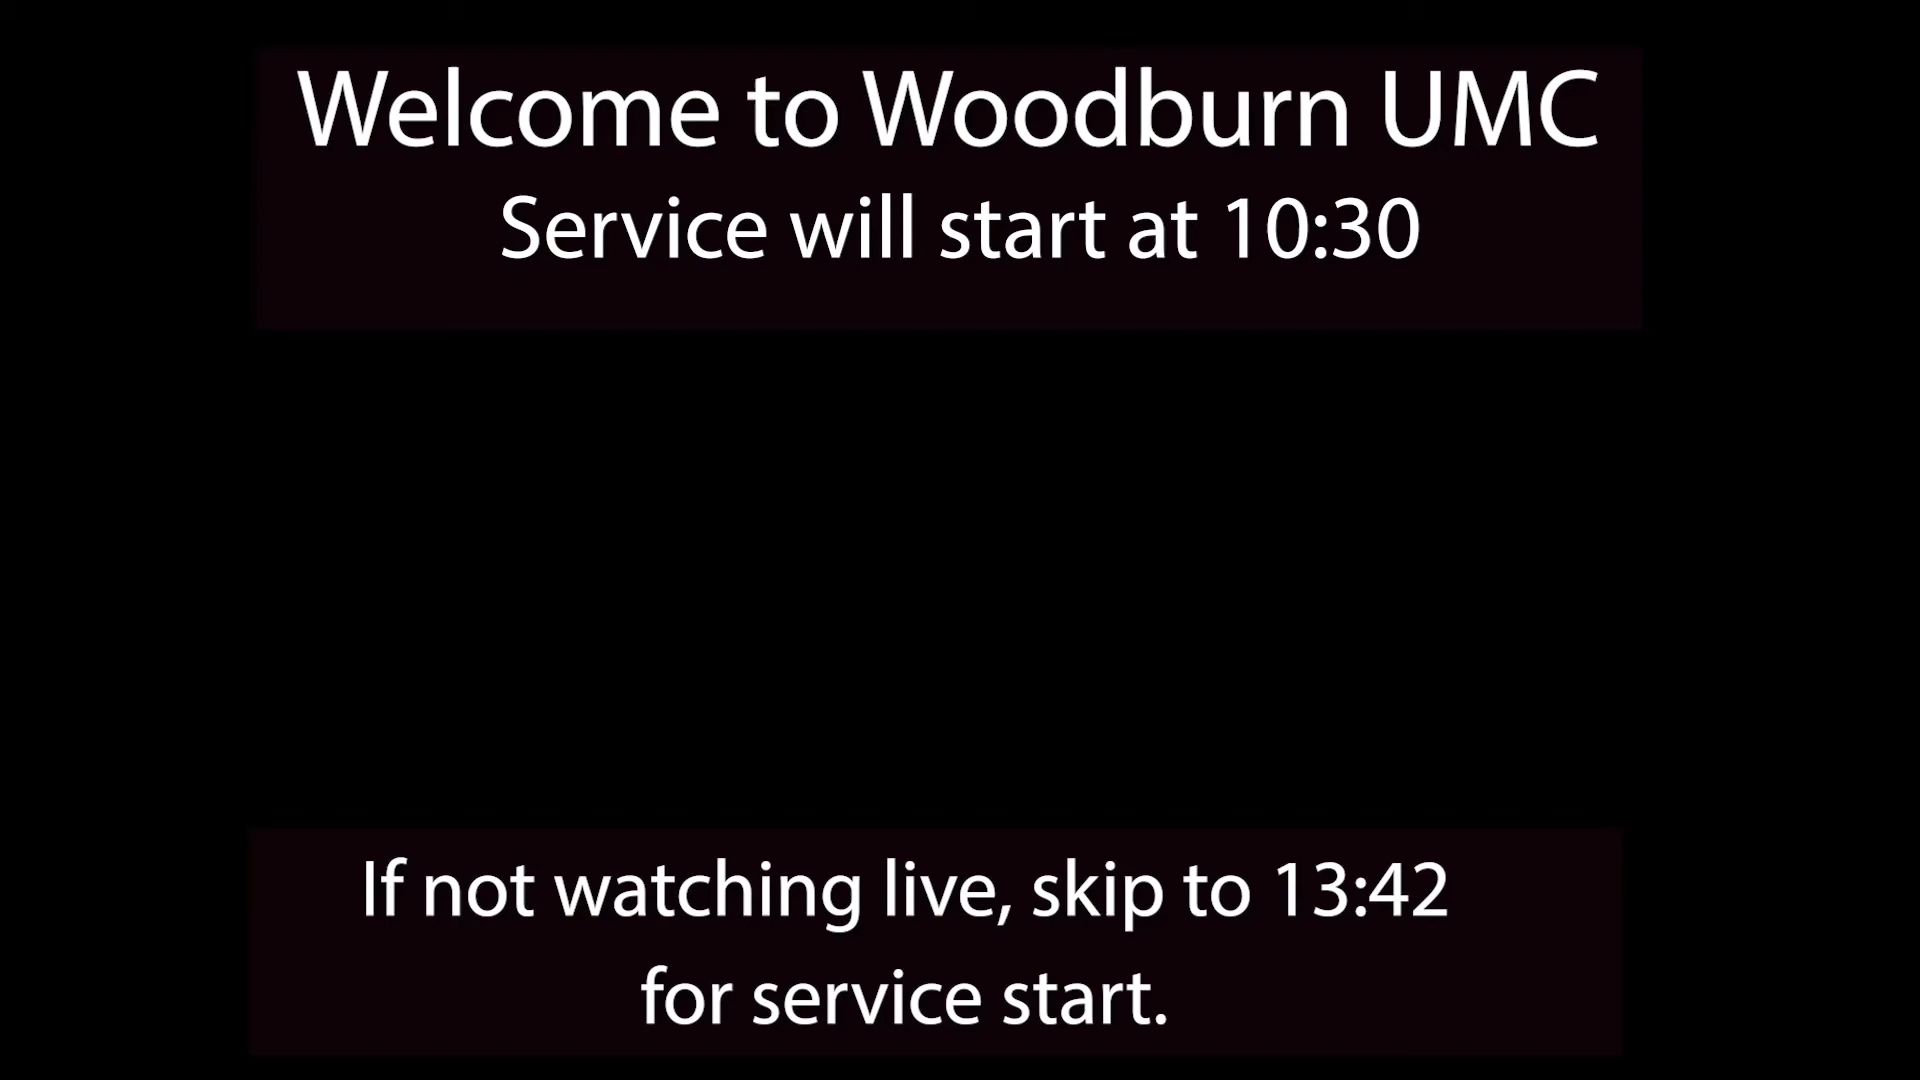 Welcome to Woodburn UMC
Service will start at 10:30
If not watching live, skip to 13:42
for service start.